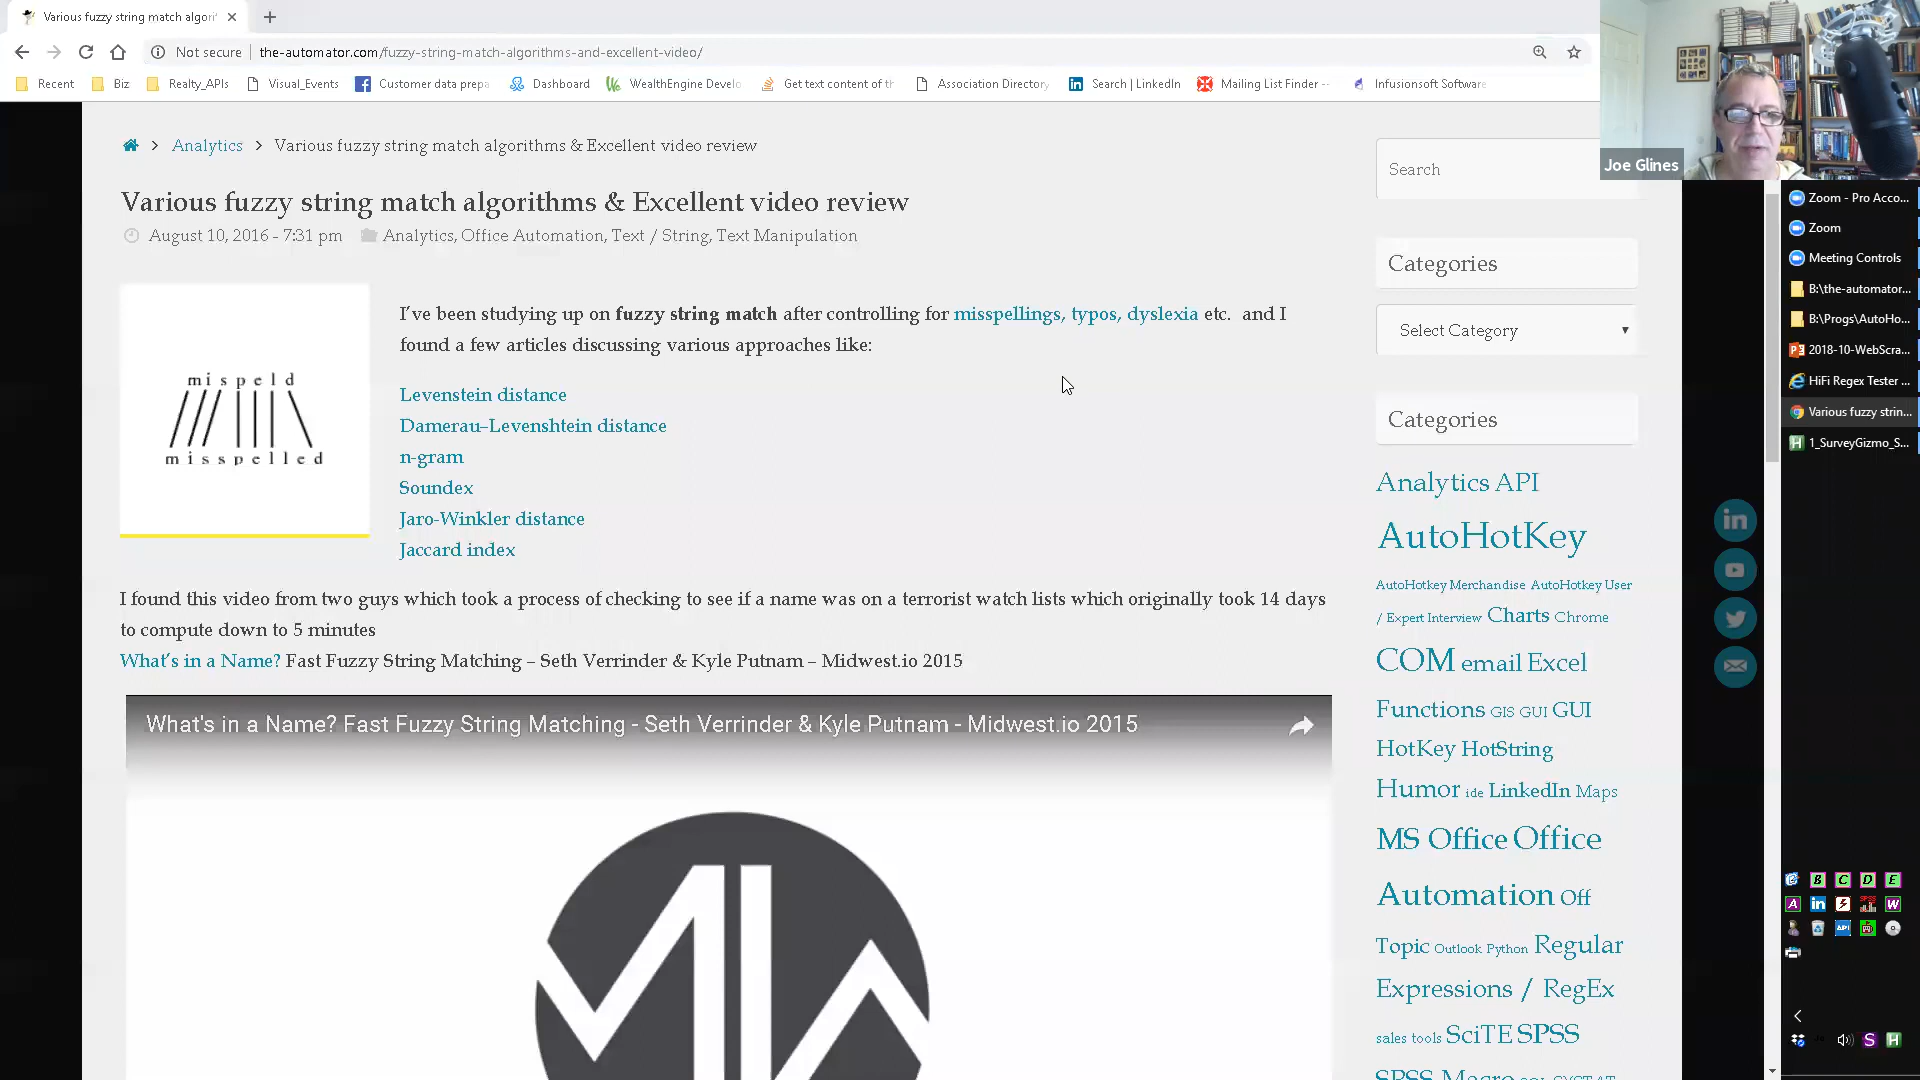 Various fuzzy string match algori
Not secure
the-automator.com/fuzzy-string-match-algorithms-and-excellent-video/
Recent
Biz
Realty_APIs
Visual_Events
Customer data prepa
Dashboard
WealthEngine Develo
Get text content of th
Association Directory
Search | LinkedIn
Mailing List Finder --
Infusionsoft Software
Joe Glines
Analytics
Various fuzzy string match algorithms & Excellent video review
Various fuzzy string match algorithms & Excellent video review
August 10, 2016 - 7:31 pm
Analytics, Office Automation, Text / String, Text Manipulation
mispeld
misspelled
I've been studying up on fuzzy string match after controlling for misspellings, typos, dyslexia etc. and I
found a few articles discussing various approaches like:
Levenstein distance
Damerau–Levenshtein distance
n-gram
Soundex
Jaro-Winkler distance
Jaccard index
I found this video from two guys which took a process of checking to see if a name was on a terrorist watch lists which originally took 14 days
to compute down to 5 minutes
What's in a Name? Fast Fuzzy String Matching – Seth Verrinder & Kyle Putnam – Midwest.io 2015
What's in a Name? Fast Fuzzy String Matching - Seth Verrinder & Kyle Putnam - Midwest.io 2015
Search
Categories
Select Category
Categories
Analytics API
AutoHotKey
AutoHotkey Merchandise AutoHotkey User
/ Expert Interview Charts Chrome
COM email Excel
Functions GIS GUI GUI
HotKey HotString
Humor ide LinkedIn Maps
MS Office Office
Automation Off
Topic Outlook Python Regular
Expressions / RegEx
sales tools SciTE SPSS
SPSS Macro
Zoom - Pro Acco...
Zoom
Meeting Controls
B:\the-automator...
B:\Progs\AutoHo...
2018-10-WebScra...
HiFi Regex Tester ...
Various fuzzy strin...
1_SurveyGizmo_S...
B C D E
A in W
API
S H